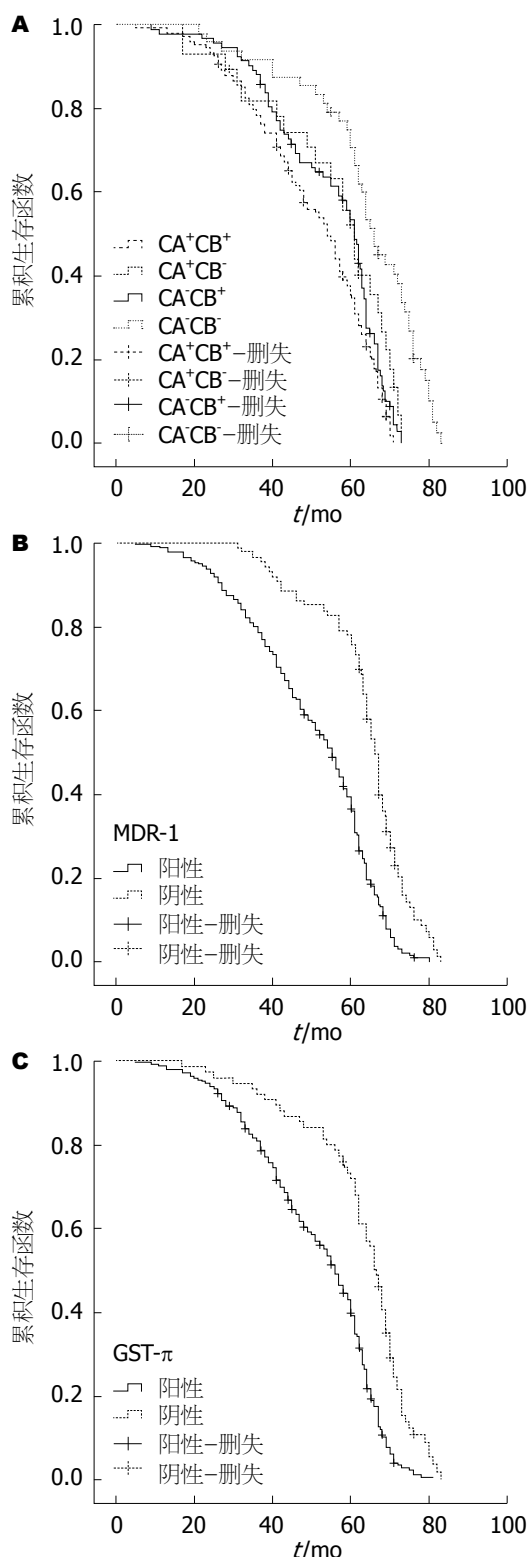 A
1.0
0.8
0.6
0.4
0.2
0.0
累积生存函数
CA⁺CB⁺
CA⁺CB⁻
CA⁻CB⁺
CA⁻CB⁻
CA⁺CB⁺–删失
CA⁺CB⁻–删失
CA⁻CB⁺–删失
CA⁻CB⁻–删失
0 20 40 60 80 100
t/mo
B
1.0
0.8
0.6
0.4
0.2
0.0
累积生存函数
MDR-1
阳性
阴性
阳性–删失
阴性–删失
0 20 40 60 80 100
t/mo
C
1.0
0.8
0.6
0.4
0.2
0.0
累积生存函数
GST-π
阳性
阴性
阳性–删失
阴性–删失
0 20 40 60 80 100
t/mo